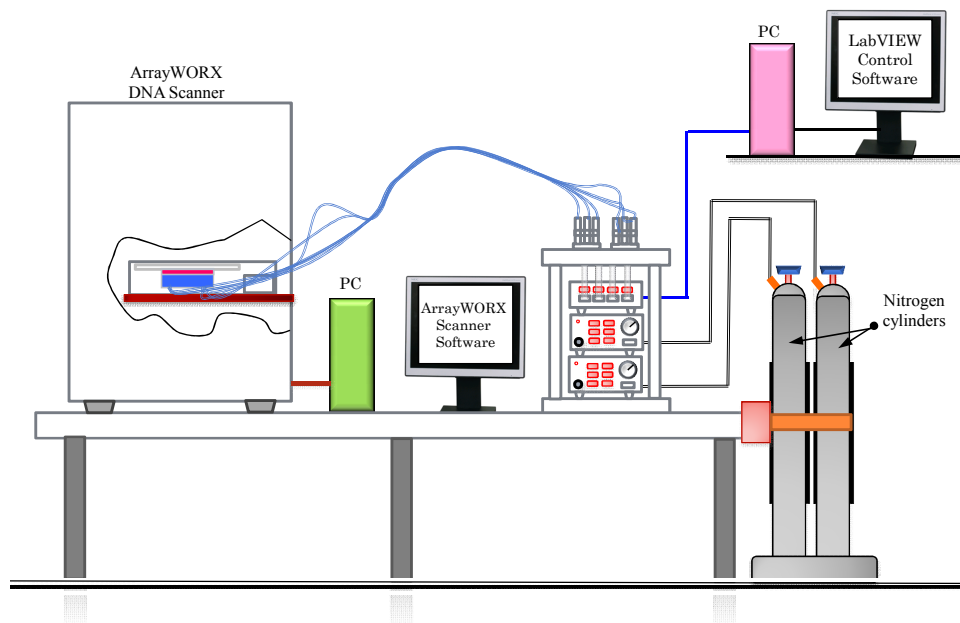 ArrayWORX
DNA Scanner
PC
LabVIEW
Control
Software
PC
ArrayWORX
Scanner
Software
Nitrogen
cylinders